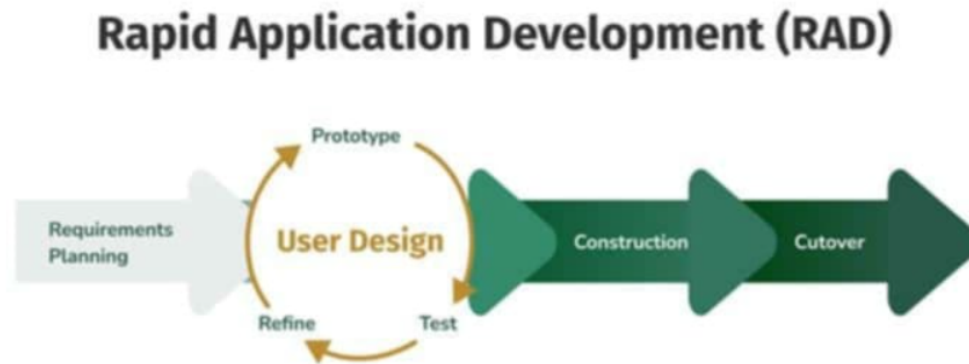 Rapid Application Development (RAD)
Prototype
Requirements
Planning
User Design
Construction
Cutover
Refine
Test